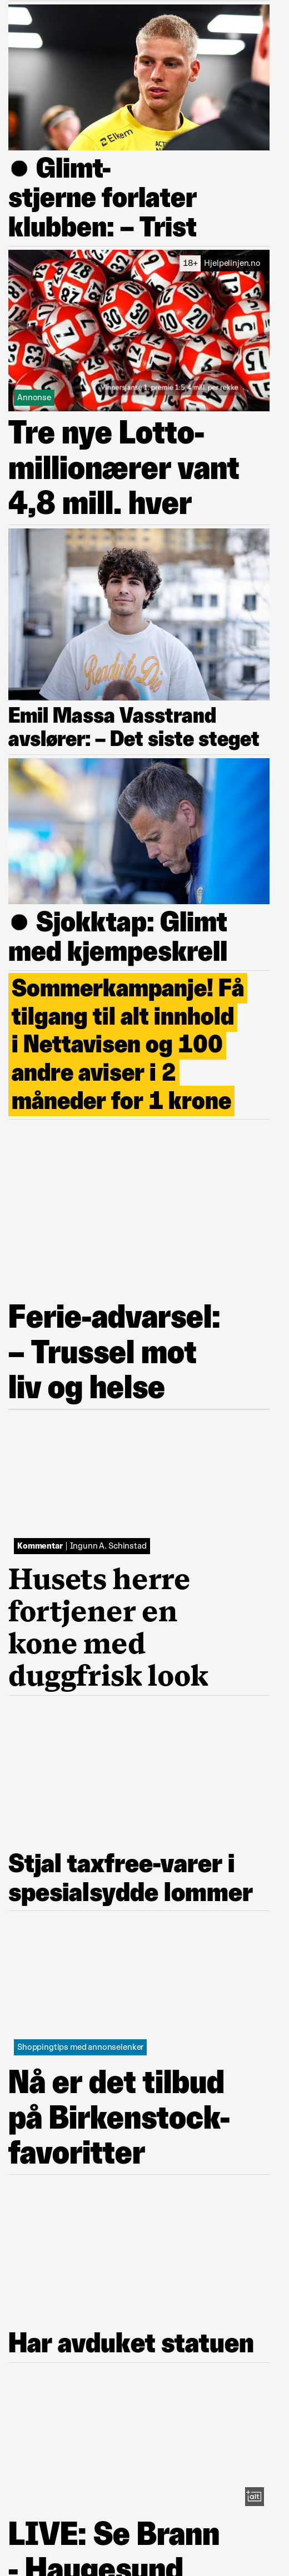 ● Glimt-
stjerne forlater
klubben: – Trist
18+ Hjelpelinjen.no
Annonse
Tre nye Lotto-
millionærer vant
4,8 mill. hver
Emil Massa Vasstrand
avslører: – Det siste steget
● Sjokktap: Glimt
med kjempeskrell
Sommerkampanje! Få
tilgang til alt innhold
i Nettavisen og 100
andre aviser i 2
måneder for 1 krone
Ferie-advarsel:
– Trussel mot
liv og helse
Kommentar | Ingunn A. Schinstad
Husets herre
fortjener en
kone med
duggfrisk look
Stjal taxfree-varer i
spesialsydde lommer
Shoppingtips med annonselenker
Nå er det tilbud
på Birkenstock-
favoritter
Har avduket statuen
+alt
LIVE: Se Brann
- Haugesund